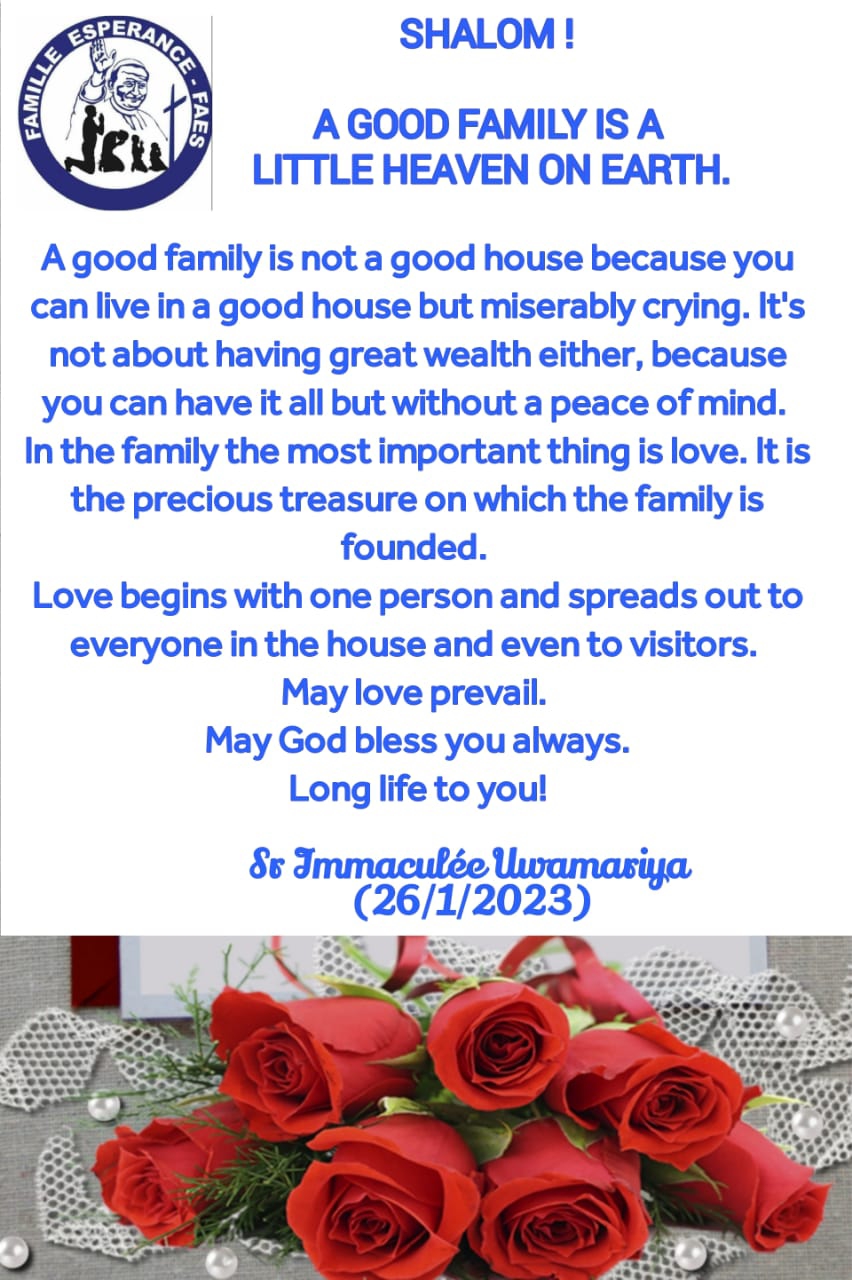 FAMILLE ESPERANCE - FAES
SHALOM !
A GOOD FAMILY IS A
LITTLE HEAVEN ON EARTH.
A good family is not a good house because you
can live in a good house but miserably crying. It's
not about having great wealth either, because
you can have it all but without a peace of mind.
In the family the most important thing is love. It is
the precious treasure on which the family is
founded.
Love begins with one person and spreads out to
everyone in the house and even to visitors.
May love prevail.
May God bless you always.
Long life to you!
Sr Immaculée Uwamariya
(26/1/2023)